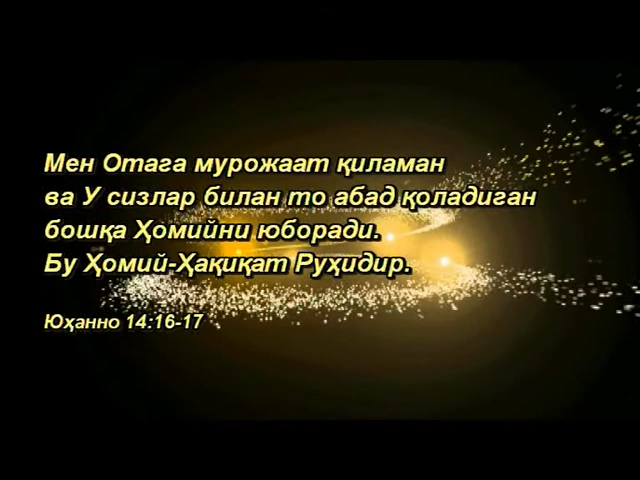 Мен Отага мурожаат қиламан
ва У сизлар билан то абад қоладиган
бошқа Ҳомийни юборади.
Бу Ҳомий-Ҳақиқат Руҳидир.
Юҳанно 14:16-17